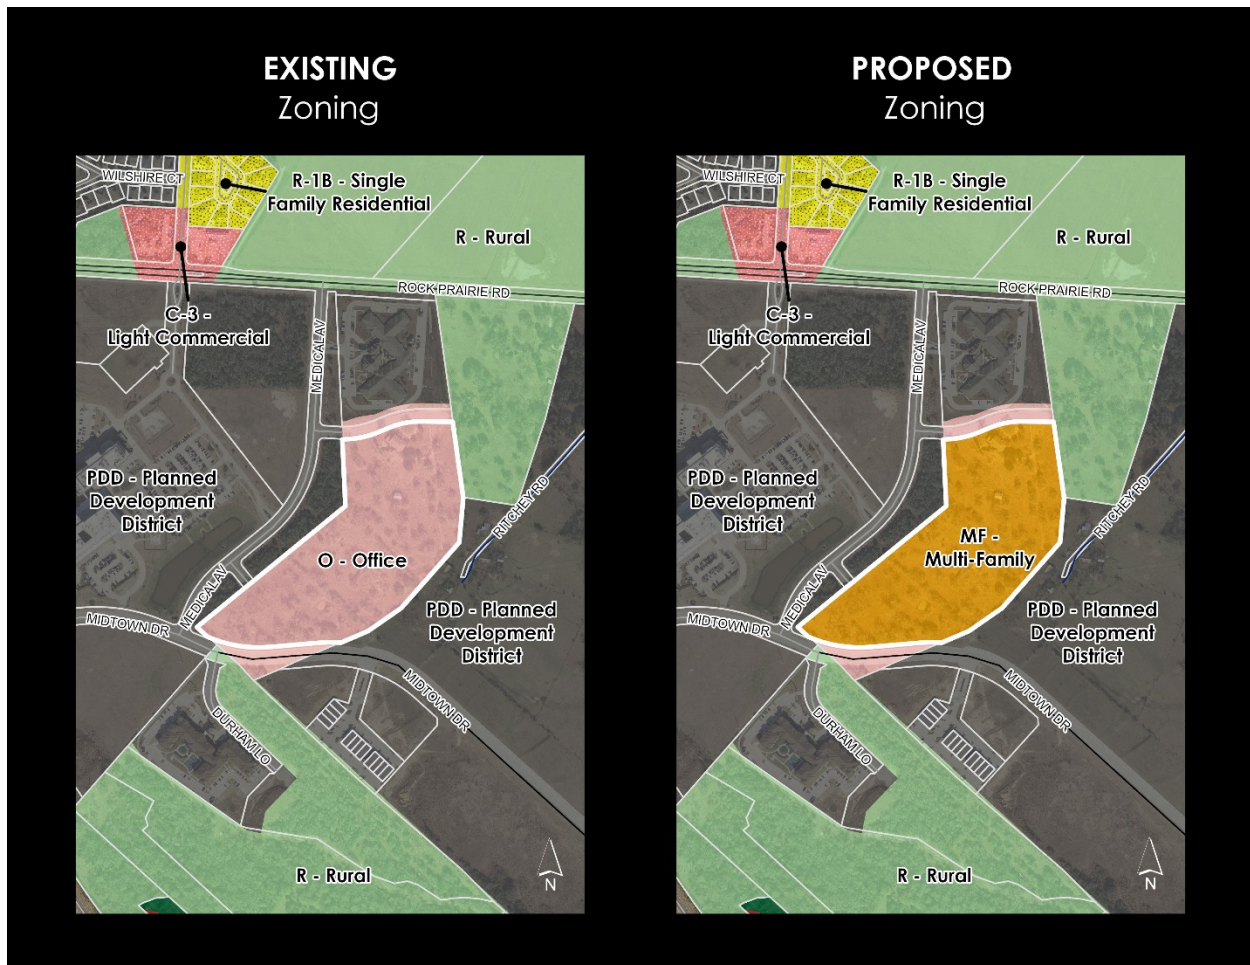 EXISTING
Zoning
WILSHIRE CT
R-1B - Single
Family Residential
R - Rural
ROCK PRAIRIE RD
C-3 -
Light Commercial
MEDICAL AV
PDD - Planned
Development
District
RITCHEY RD
O - Office
MEDICAL AV
MIDTOWN DR
PDD - Planned
Development
District
MIDTOWN DR
DURHAM LO
R - Rural
N
PROPOSED
Zoning
WILSHIRE CT
R-1B - Single
Family Residential
R - Rural
ROCK PRAIRIE RD
C-3 -
Light Commercial
MEDICAL AV
PDD - Planned
Development
District
RITCHEY RD
MF -
Multi-Family
MEDICAL AV
MIDTOWN DR
PDD - Planned
Development
District
MIDTOWN DR
DURHAM LO
R - Rural
N